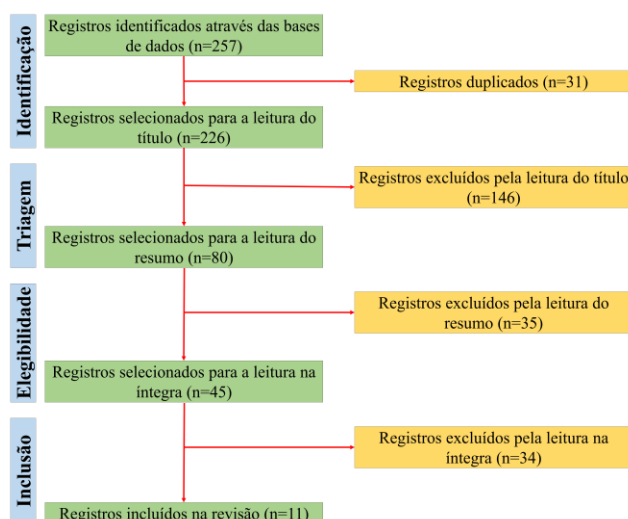 Identificação
Registros identificados através das bases
de dados (n=257)
Registros duplicados (n=31)
Registros selecionados para a leitura do
título (n=226)
Triagem
Registros excluídos pela leitura do título
(n=146)
Registros selecionados para a leitura do
resumo (n=80)
Elegibilidade
Registros excluídos pela leitura do
resumo (n=35)
Registros selecionados para a leitura na
íntegra (n=45)
Inclusão
Registros excluídos pela leitura na
íntegra (n=34)
Registros incluídos na revisão (n=11)